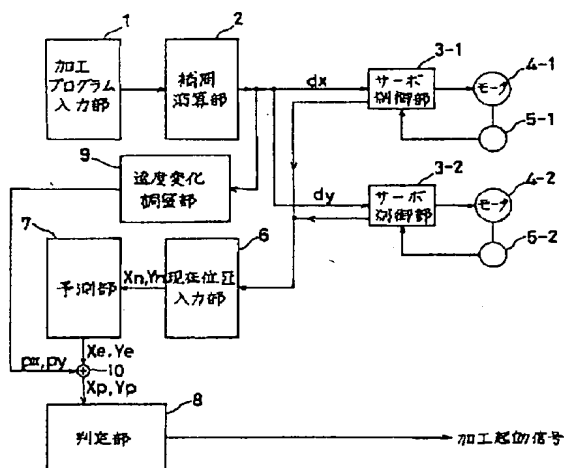 1
加工
プログラム
入力部
2
補間
演算部
dx
3-1
サーボ
制御部
4-1
モータ
5-1
9
速度変化
調整部
dy
3-2
サーボ
制御部
4-2
モータ
5-2
7
予測部
Xn,Yn
6
現在位置
入力部
Xe,Ye
px,py
10
Xp,Yp
8
判定部
加工起動信号